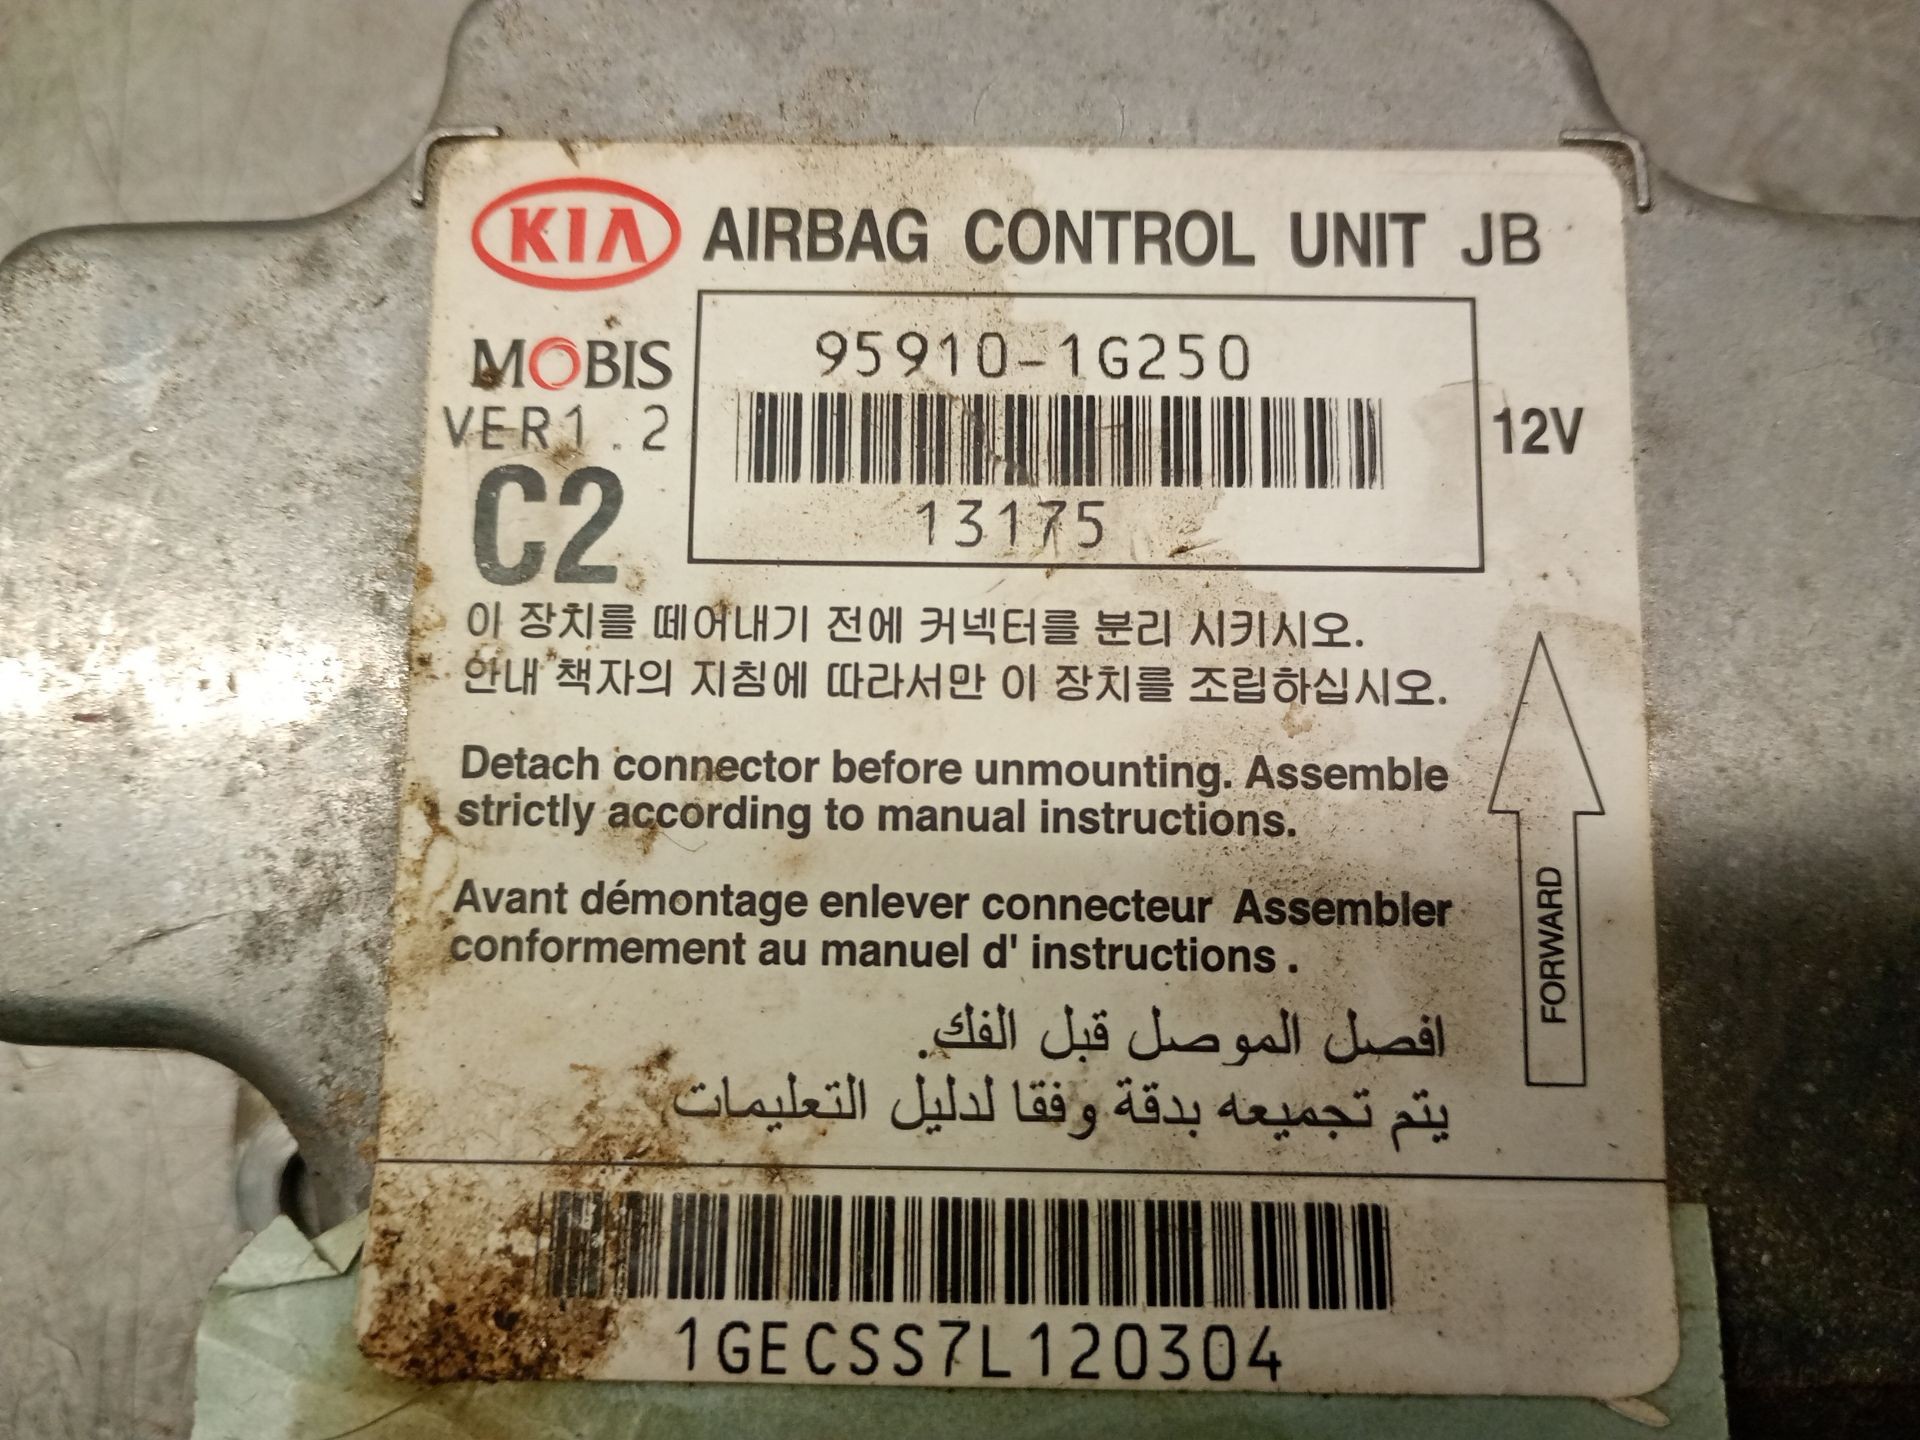 KIA AIRBAG CONTROL UNIT JB
MOBIS
VER1.2
C2
95910-1G250
13175
12V
이 장치를 떼어내기 전에 커넥터를 분리 시키시오.
안내 책자의 지침에 따라서만 이 장치를 조립하십시오.
Detach connector before unmounting. Assemble
strictly according to manual instructions.
Avant démontage enlever connecteur Assembler
conformement au manuel d' instructions .
افصل الموصل قبل الفك.
يتم تجميعه بدقة وفقا لدليل التعليمات
FORWARD
1GECSS7L120304